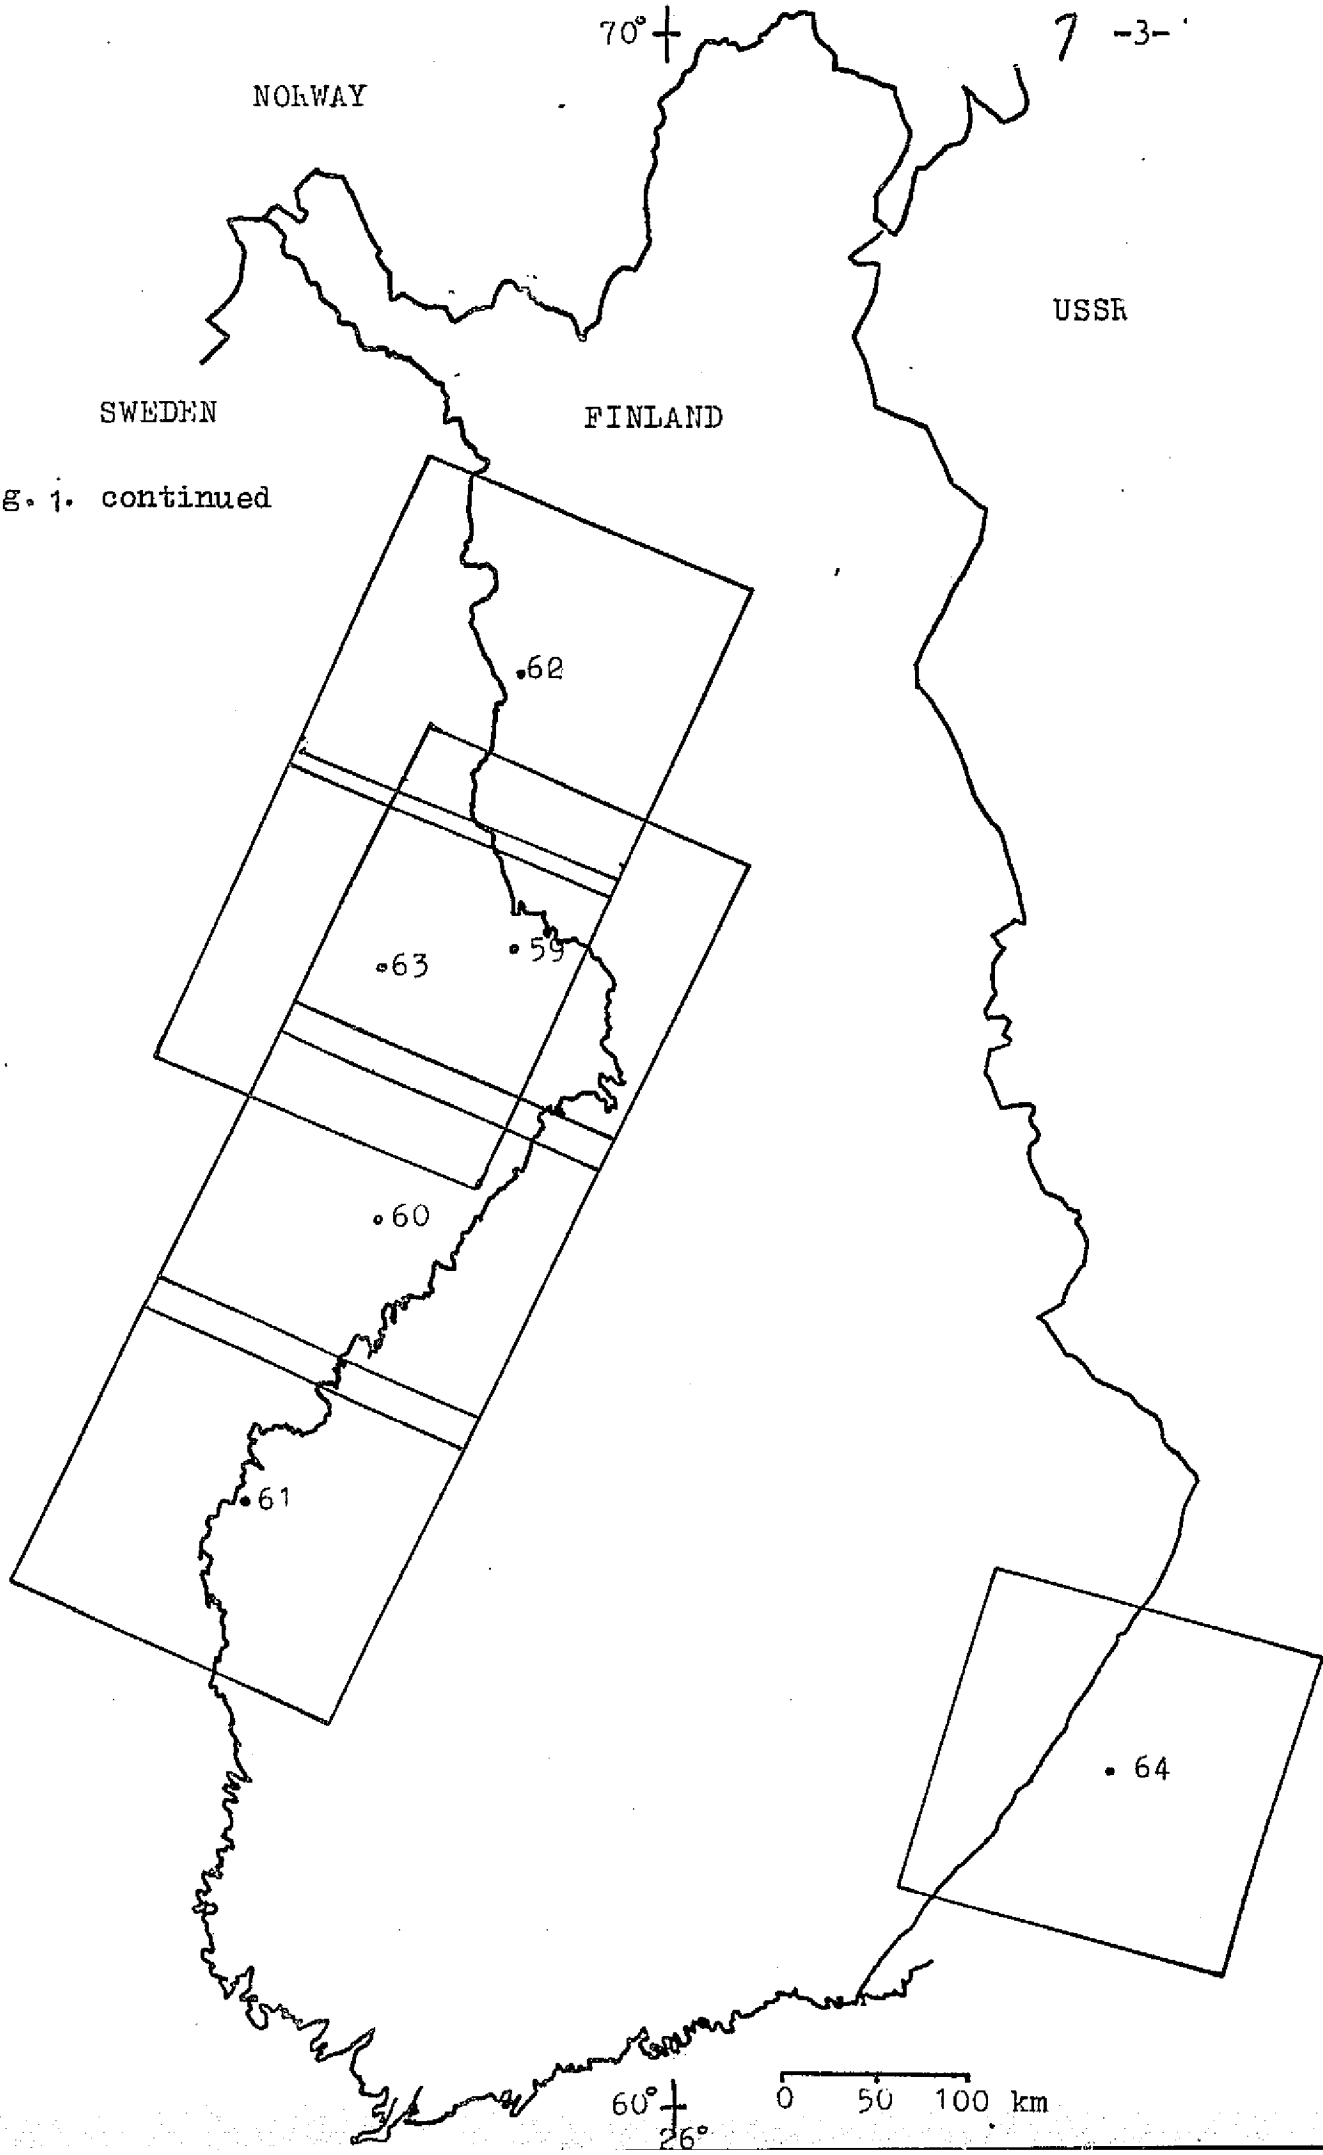 70°
7 -3-
NORWAY
USSR
SWEDEN
FINLAND
g. 1. continued
62
59
63
60
61
64
0 50 100 km
60°
26°